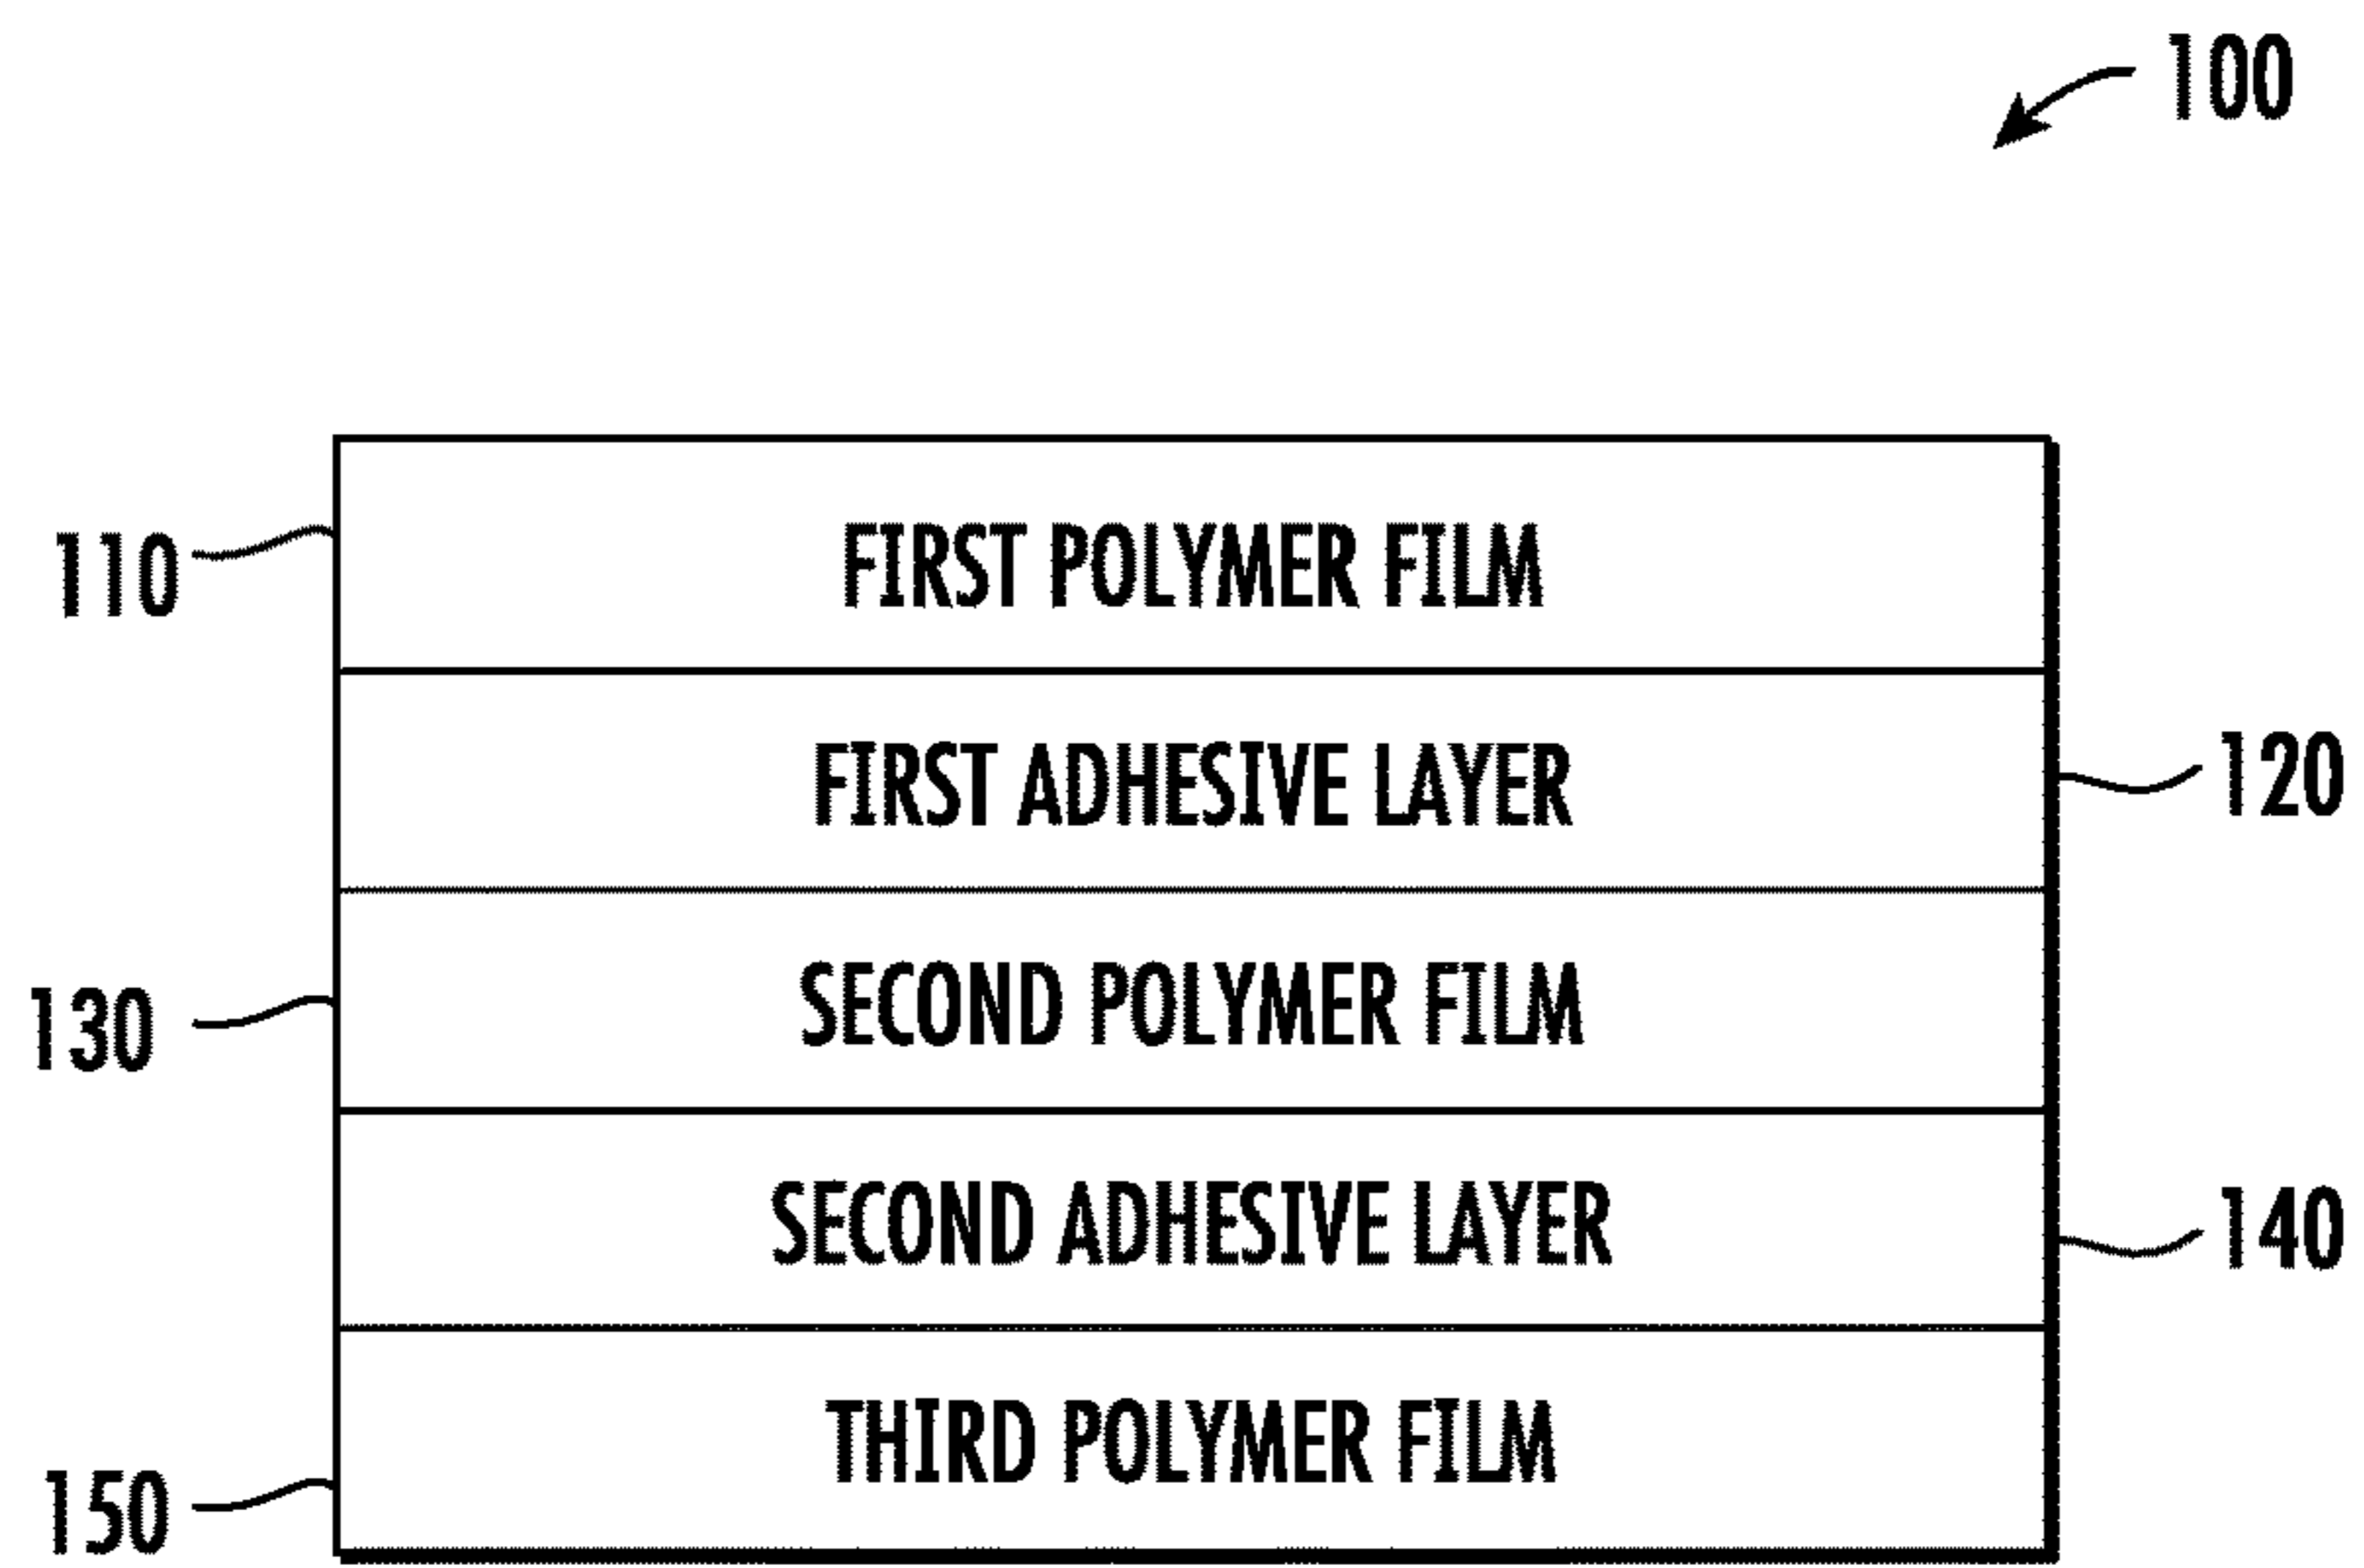 100
110
FIRST POLYMER FILM
FIRST ADHESIVE LAYER
120
130
SECOND POLYMER FILM
SECOND ADHESIVE LAYER
140
150
THIRD POLYMER FILM